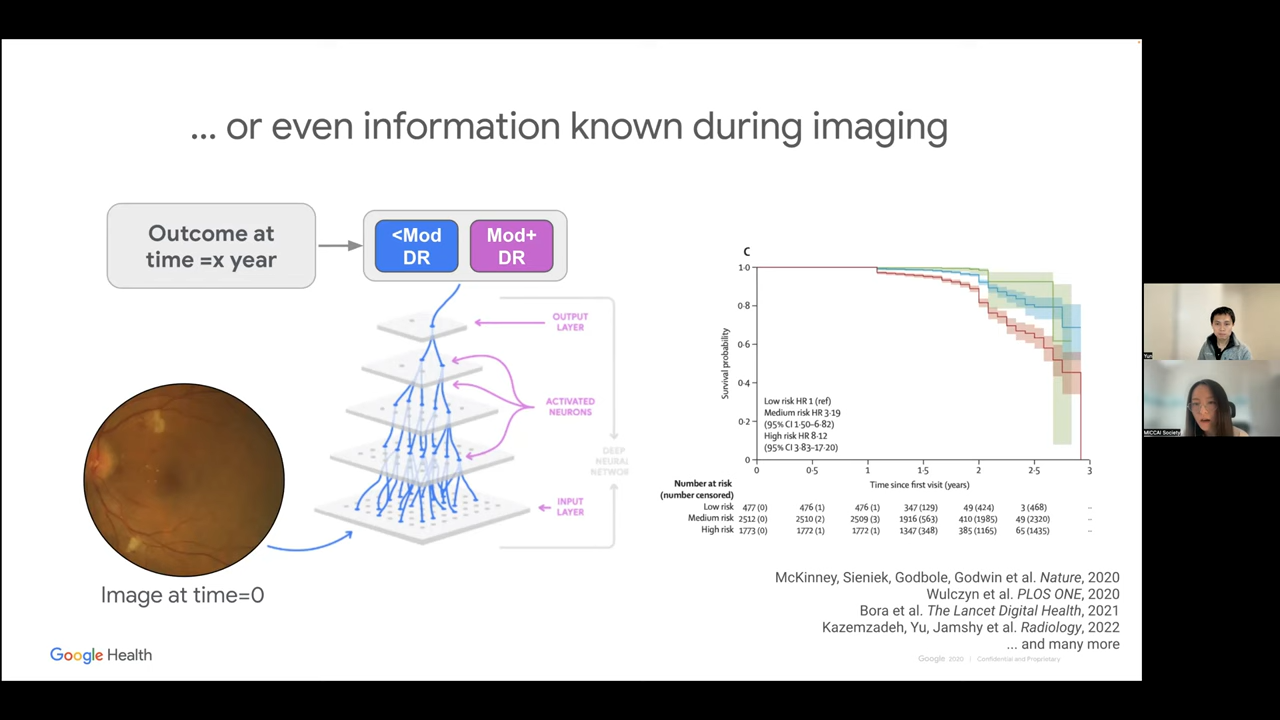 ... or even information known during imaging
Outcome at
time =x year
<Mod
DR
Mod+
DR
OUTPUT
LAYER
ACTIVATED
NEURONS
DEEP
NEURAL
NETWOR
INPUT
LAYER
Image at time=0
C
Survival probability
1·0
0·8
0·6
0·4
0·2
0
Low risk HR 1 (ref)
Medium risk HR 3·19
(95% CI 1·50–6·82)
High risk HR 8·12
(95% CI 3·83–17·20)
0 0·5 1 1·5 2 2·5 3
Time since first visit (years)
Number at risk
(number censored)
Low risk 477 (0) 476 (1) 476 (1) 347 (129) 49 (424) 3 (468) ··
Medium risk 2512 (0) 2510 (2) 2509 (3) 1916 (563) 410 (1985) 49 (2320) ··
High risk 1773 (0) 1772 (1) 1772 (1) 1347 (348) 385 (1165) 65 (1435) ··
McKinney, Sieniek, Godbole, Godwin et al. Nature, 2020
Wulczyn et al. PLOS ONE, 2020
Bora et al. The Lancet Digital Health, 2021
Kazemzadeh, Yu, Jamshy et al. Radiology, 2022
... and many more
Google Health
Google 2020 | Confidential and Proprietary
Yun
MICCAI Society